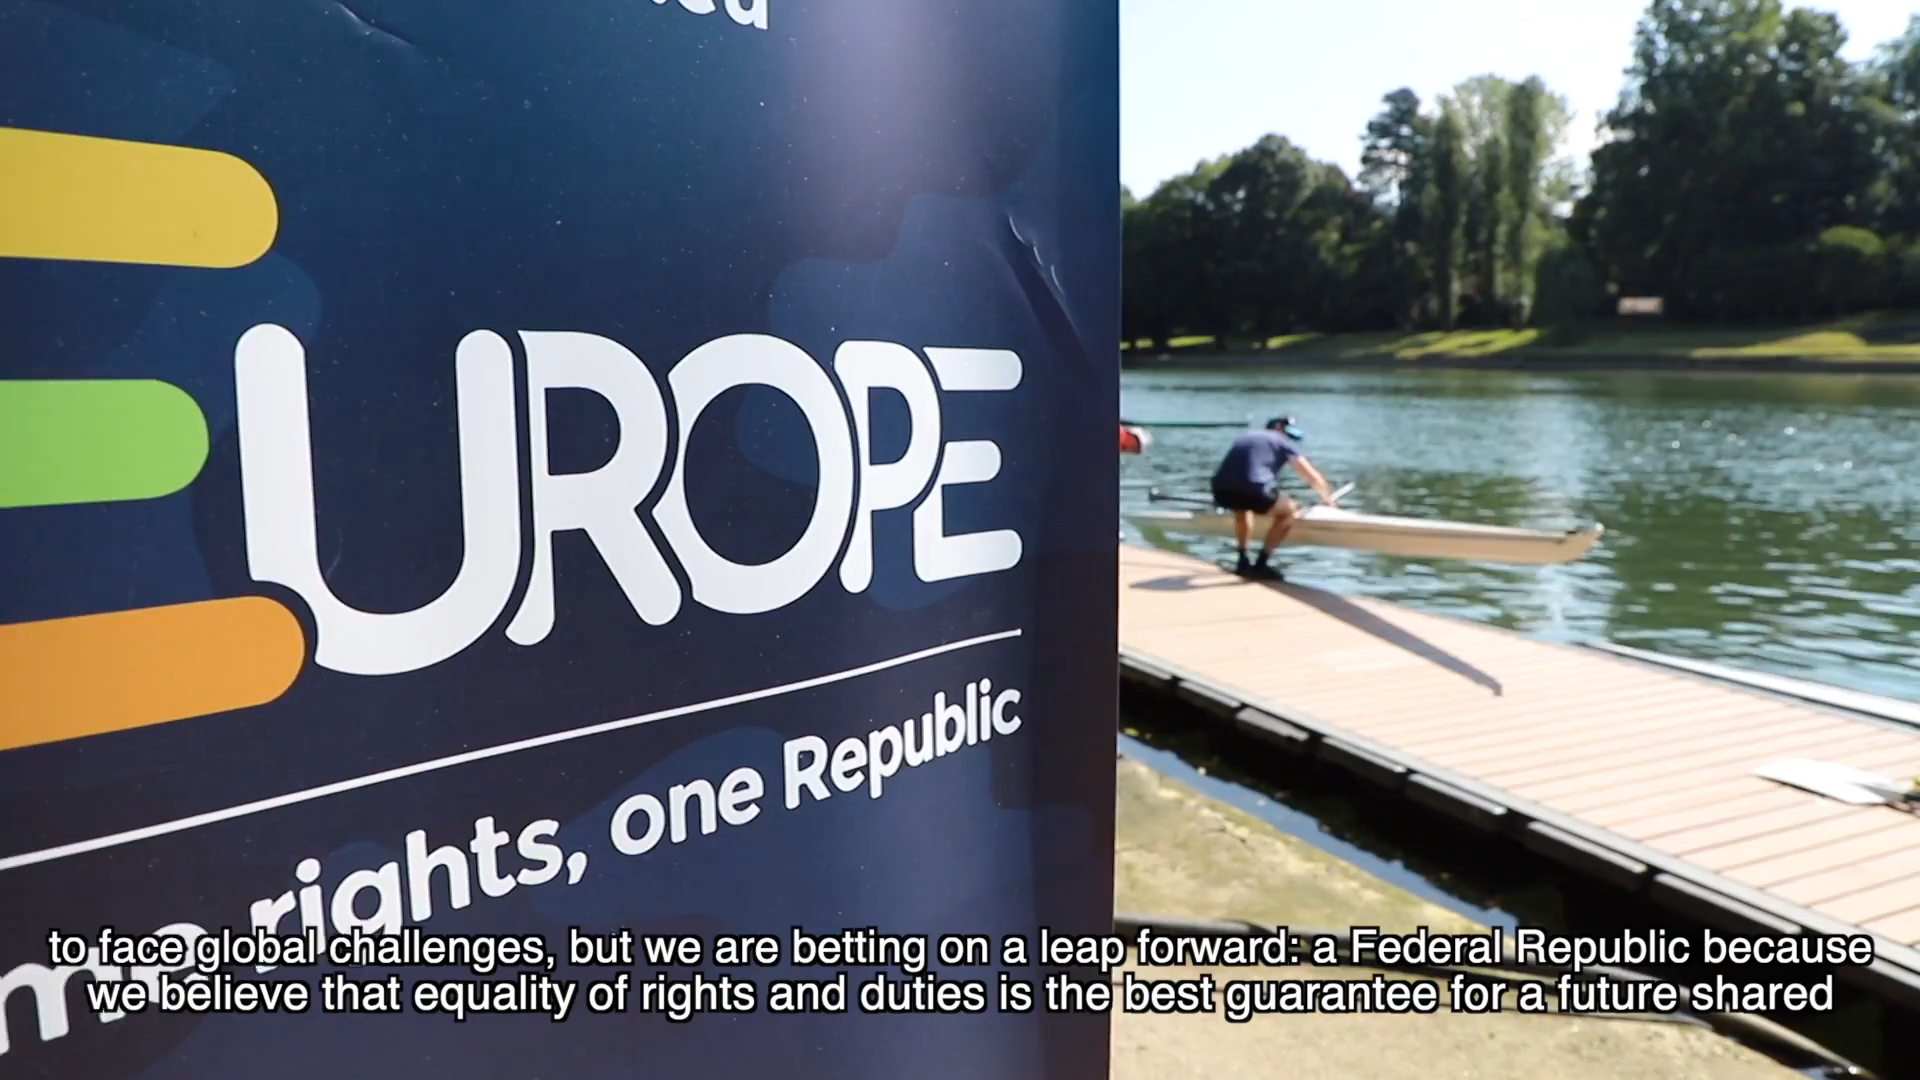 EUROPE
rights, one Republic
to face global challenges, but we are betting on a leap forward: a Federal Republic because
we believe that equality of rights and duties is the best guarantee for a future shared